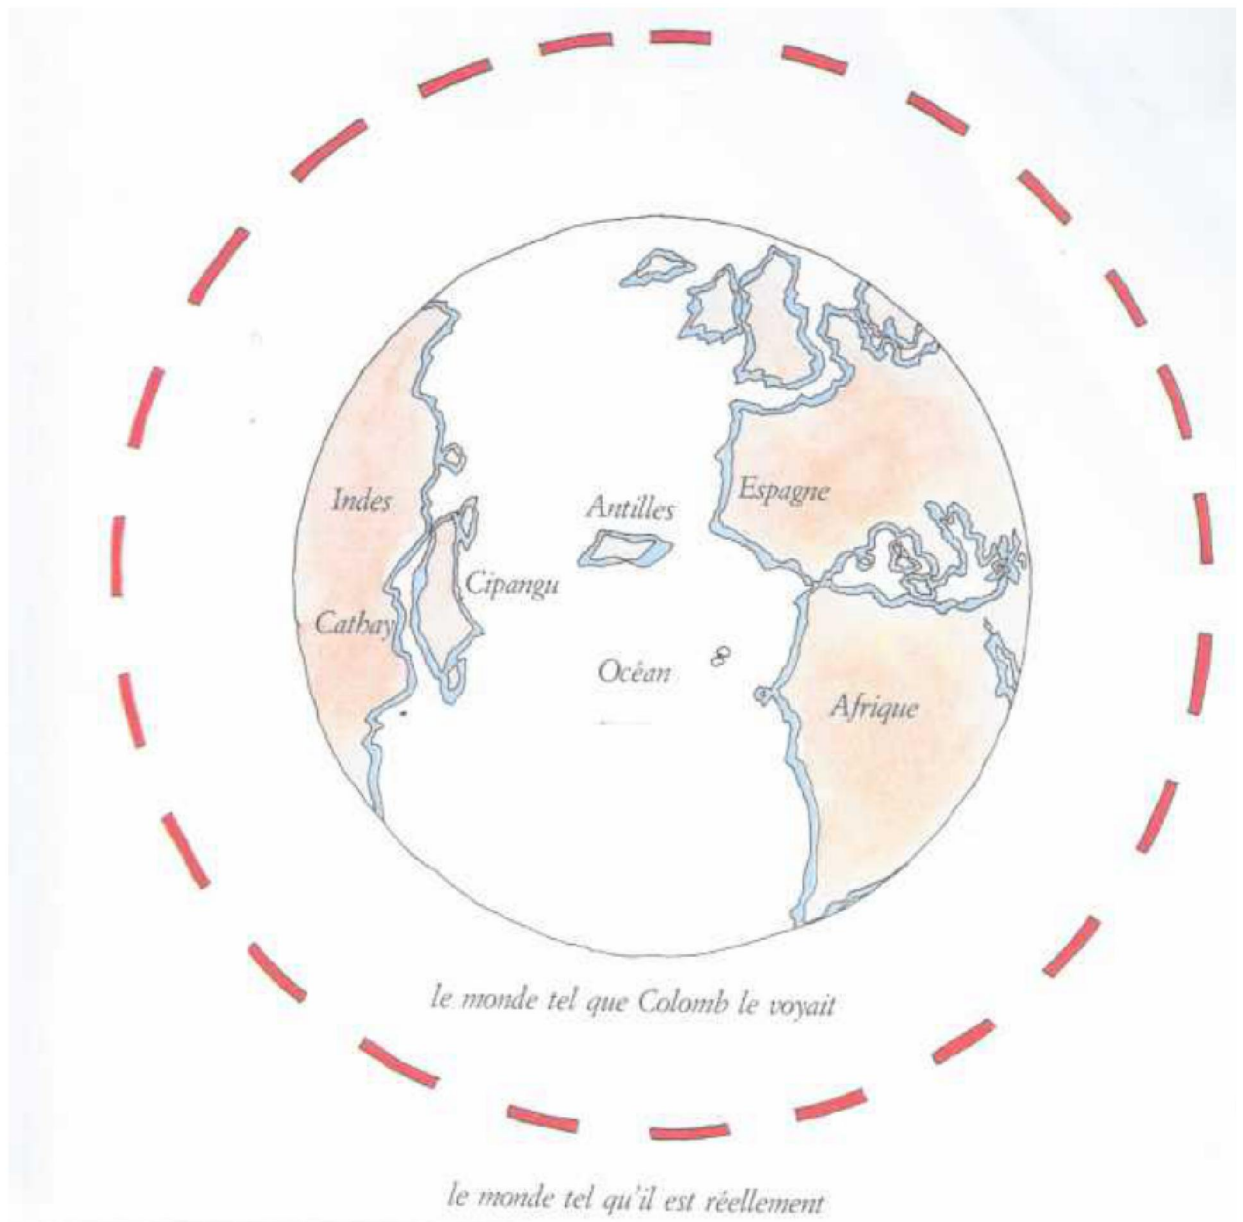 Indes
Antilles
Espagne
Cipangu
Cathay
Océan
Afrique
le monde tel que Colomb le voyait
le monde tel qu'il est réellement